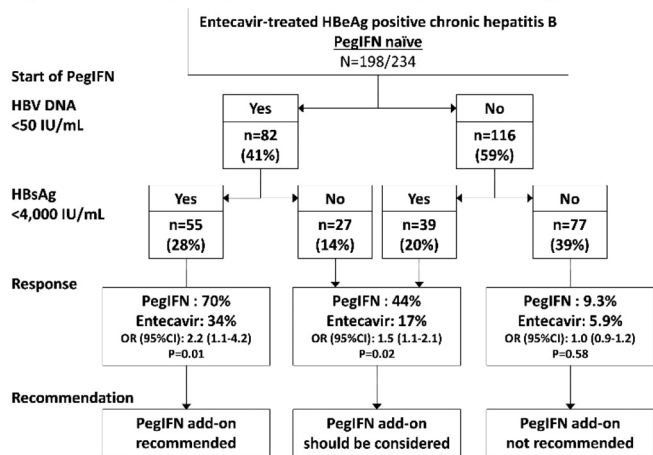 Entecavir-treated HBeAg positive chronic hepatitis B
PegIFN naïve
N=198/234
Start of PegIFN
HBV DNA
<50 IU/mL
Yes
n=82
(41%)
No
n=116
(59%)
HBsAg
<4,000 IU/mL
Yes
n=55
(28%)
No
n=27
(14%)
Yes
n=39
(20%)
No
n=77
(39%)
Response
PegIFN : 70%
Entecavir: 34%
OR (95%CI): 2.2 (1.1-4.2)
P=0.01
PegIFN : 44%
Entecavir: 17%
OR (95%CI): 1.5 (1.1-2.1)
P=0.02
PegIFN : 9.3%
Entecavir: 5.9%
OR (95%CI): 1.0 (0.9-1.2)
P=0.58
Recommendation
PegIFN add-on
recommended
PegIFN add-on
should be considered
PegIFN add-on
not recommended